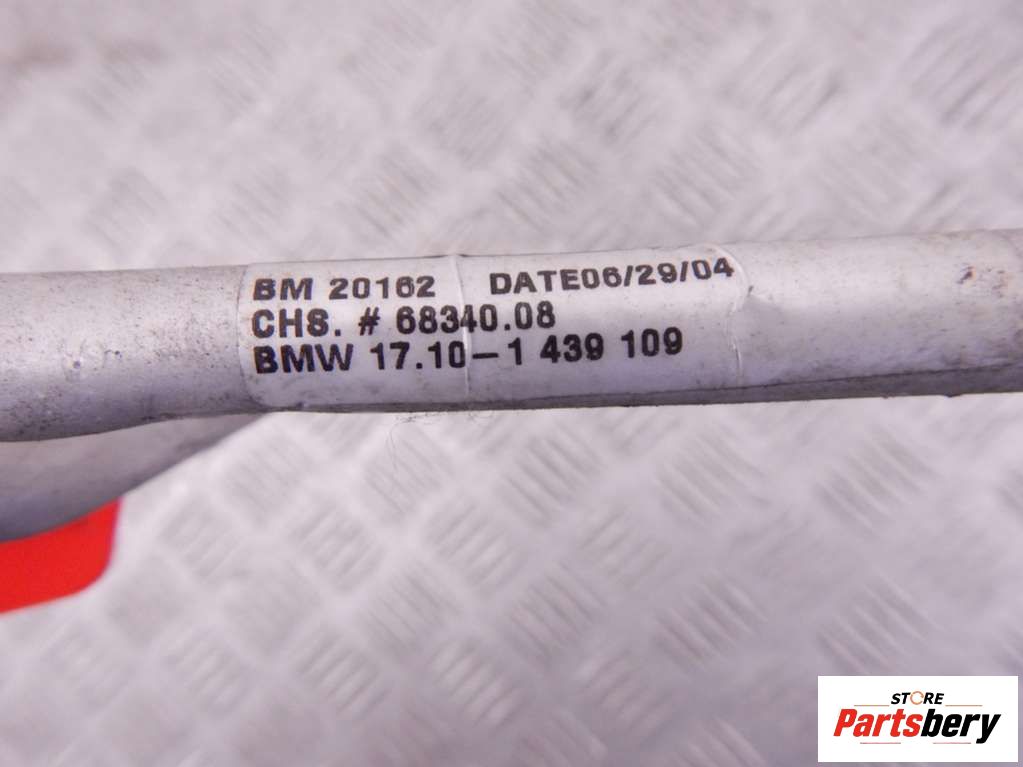 BM 20162 DATE06/29/04
CHS. # 68340.08
BMW 17.10-1 439 109
STORE
Partsbery